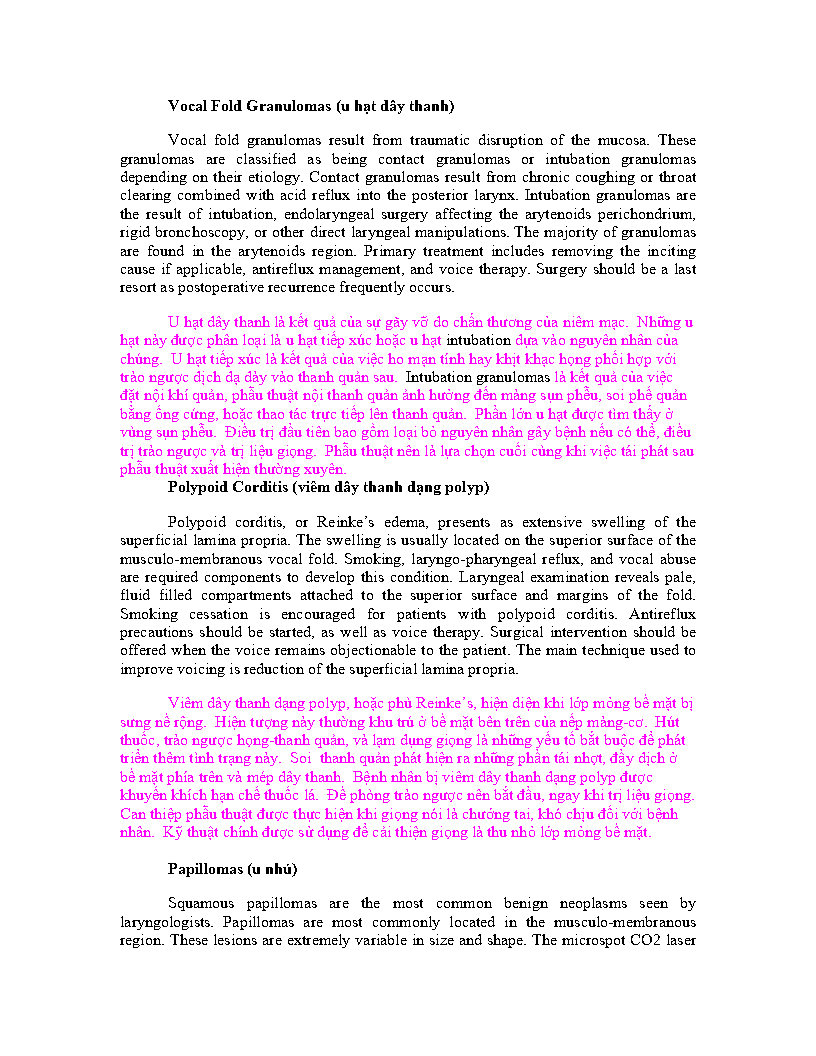 Vocal Fold Granulomas (u hạt dây thanh)
Vocal fold granulomas result from traumatic disruption of the mucosa. These
granulomas are classified as being contact granulomas or intubation granulomas
depending on their etiology. Contact granulomas result from chronic coughing or throat
clearing combined with acid reflux into the posterior larynx. Intubation granulomas are
the result of intubation, endolaryngeal surgery affecting the arytenoids perichondrium,
rigid bronchoscopy, or other direct laryngeal manipulations. The majority of granulomas
are found in the arytenoids region. Primary treatment includes removing the inciting
cause if applicable, antireflux management, and voice therapy. Surgery should be a last
resort as postoperative recurrence frequently occurs.
U hạt dây thanh là kết quả của sự gãy vỡ do chấn thương của niêm mạc.  Những u
hạt này được phân loại là u hạt tiếp xúc hoặc u hạt intubation dựa vào nguyên nhân của
chúng.  U hạt tiếp xúc là kết quả của việc ho mạn tính hay khịt khạc họng phối hợp với
trào ngược dịch dạ dày vào thanh quản sau.  Intubation granulomas là kết quả của việc
đặt nội khí quản, phẫu thuật nội thanh quản ảnh hưởng đến màng sụn phễu, soi phế quản
bằng ống cứng, hoặc thao tác trực tiếp lên thanh quản.  Phần lớn u hạt được tìm thấy ở
vùng sụn phễu.  Điều trị đầu tiên bao gồm loại bỏ nguyên nhân gây bệnh nếu có thể, điều
trị trào ngược và trị liệu giọng.  Phẫu thuật nên là lựa chọn cuối cùng khi việc tái phát sau
phẫu thuật xuất hiện thường xuyên.
Polypoid Corditis (viêm dây thanh dạng polyp)
Polypoid corditis, or Reinke’s edema, presents as extensive swelling of the
superficial lamina propria. The swelling is usually located on the superior surface of the
musculo-membranous vocal fold. Smoking, laryngo-pharyngeal reflux, and vocal abuse
are required components to develop this condition. Laryngeal examination reveals pale,
fluid filled compartments attached to the superior surface and margins of the fold.
Smoking cessation is encouraged for patients with polypoid corditis. Antireflux
precautions should be started, as well as voice therapy. Surgical intervention should be
offered when the voice remains objectionable to the patient. The main technique used to
improve voicing is reduction of the superficial lamina propria.
Viêm dây thanh dạng polyp, hoặc phù Reinke’s, hiện diện khi lớp mỏng bề mặt bị
sưng nề rộng.  Hiện tượng này thường khu trú ở bề mặt bên trên của nếp màng-cơ.  Hút
thuốc, trào ngược họng-thanh quản, và lạm dụng giọng là những yếu tố bắt buộc để phát
triển thêm tình trạng này.  Soi  thanh quản phát hiện ra những phần tái nhợt, đầy dịch ở
bề mặt phía trên và mép dây thanh.  Bệnh nhân bị viêm dây thanh dạng polyp được
khuyến khích hạn chế thuốc lá.  Đề phòng trào ngược nên bắt đầu, ngay khi trị liệu giọng.
Can thiệp phẫu thuật được thực hiện khi giọng nói là chướng tai, khó chịu đối với bệnh
nhân.  Kỹ thuật chính được sử dụng để cải thiện giọng là thu nhỏ lớp mỏng bề mặt.
Papillomas (u nhú)
Squamous papillomas are the most common benign neoplasms seen by
laryngologists. Papillomas are most commonly located in the musculo-membranous
region. These lesions are extremely variable in size and shape. The microspot CO2 laser